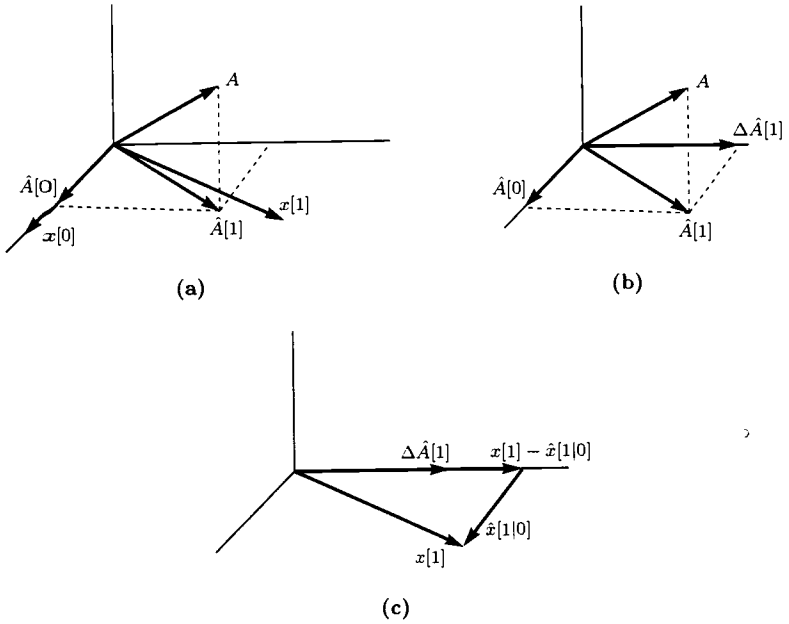 A
Â[O]
x[0]
Â[1]
x[1]
(a)
A
ΔÂ[1]
Â[0]
Â[1]
(b)
ΔÂ[1]
x[1] − x̂[1|0]
x̂[1|0]
x[1]
(c)